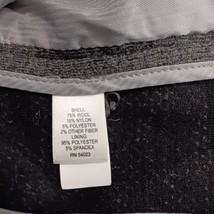 SHELL
75% WOOL
18% NYLON
5% POLYESTER
2% OTHER FIBER
LINING
95% POLYESTER
5% SPANDEX
RN 54023